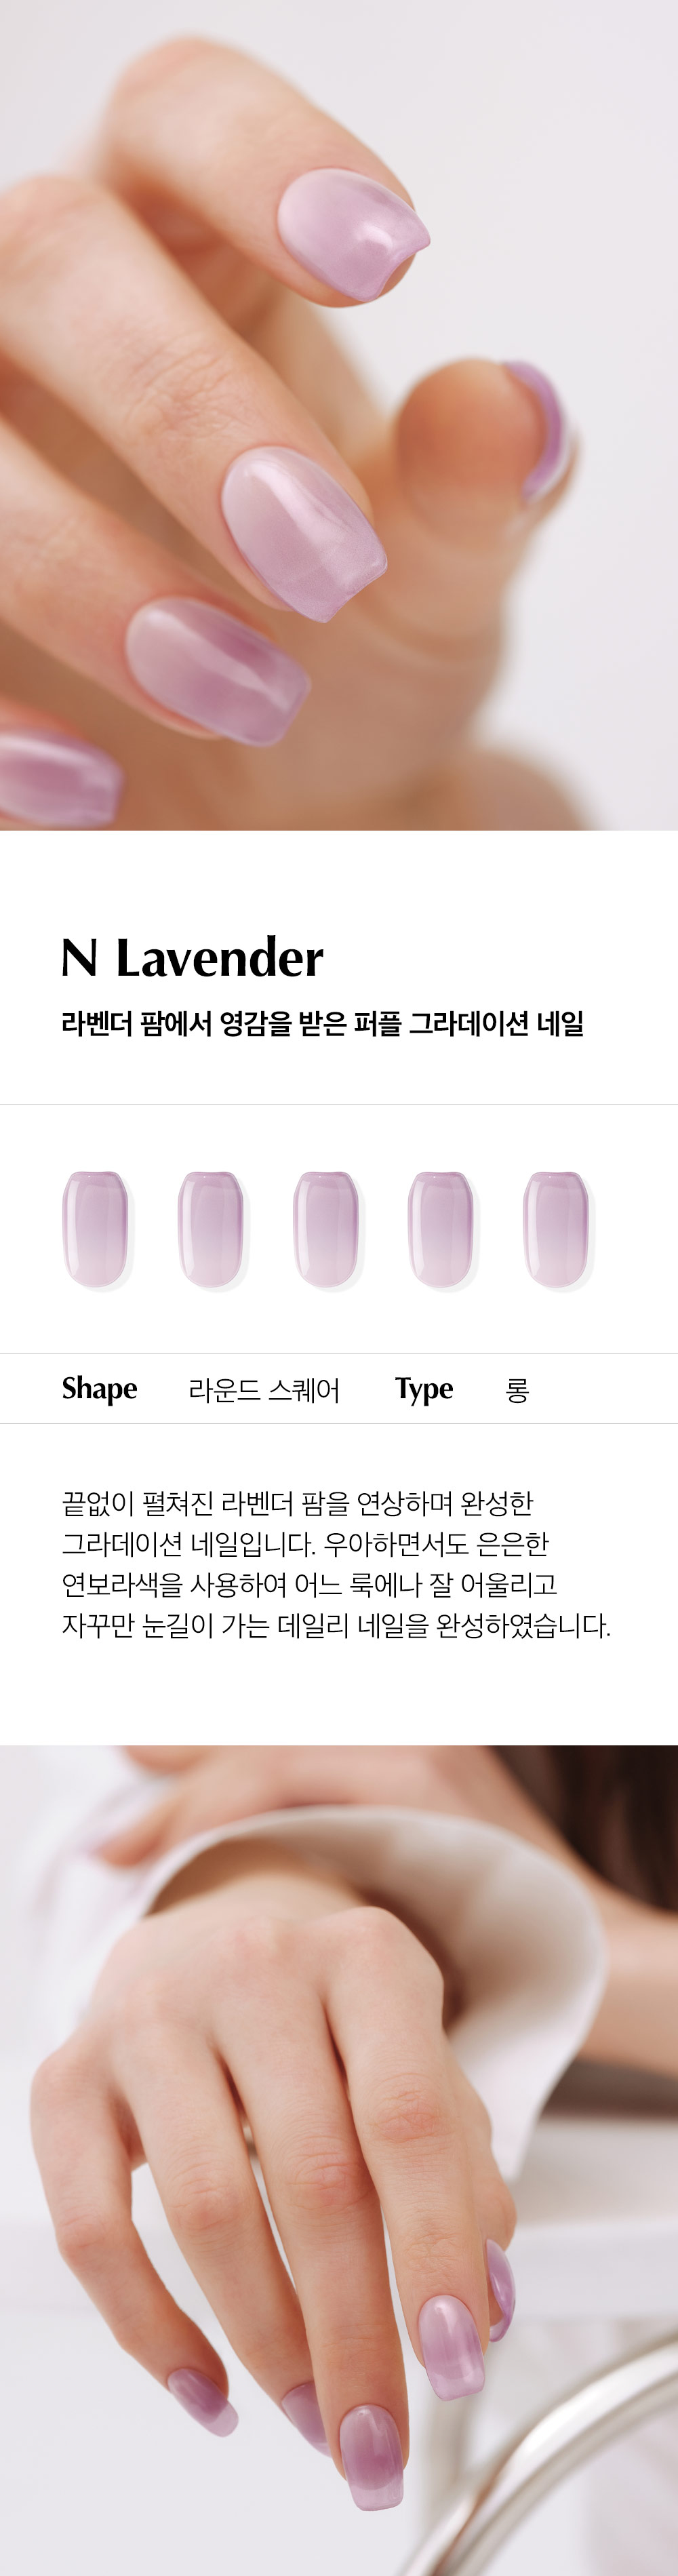 N Lavender
라벤더 팜에서 영감을 받은 퍼플 그라데이션 네일
Shape 라운드 스퀘어 Type 롱
끝없이 펼쳐진 라벤더 팜을 연상하며 완성한
그라데이션 네일입니다. 우아하면서도 은은한
연보라색을 사용하여 어느 룩에나 잘 어울리고
자꾸만 눈길이 가는 데일리 네일을 완성하였습니다.